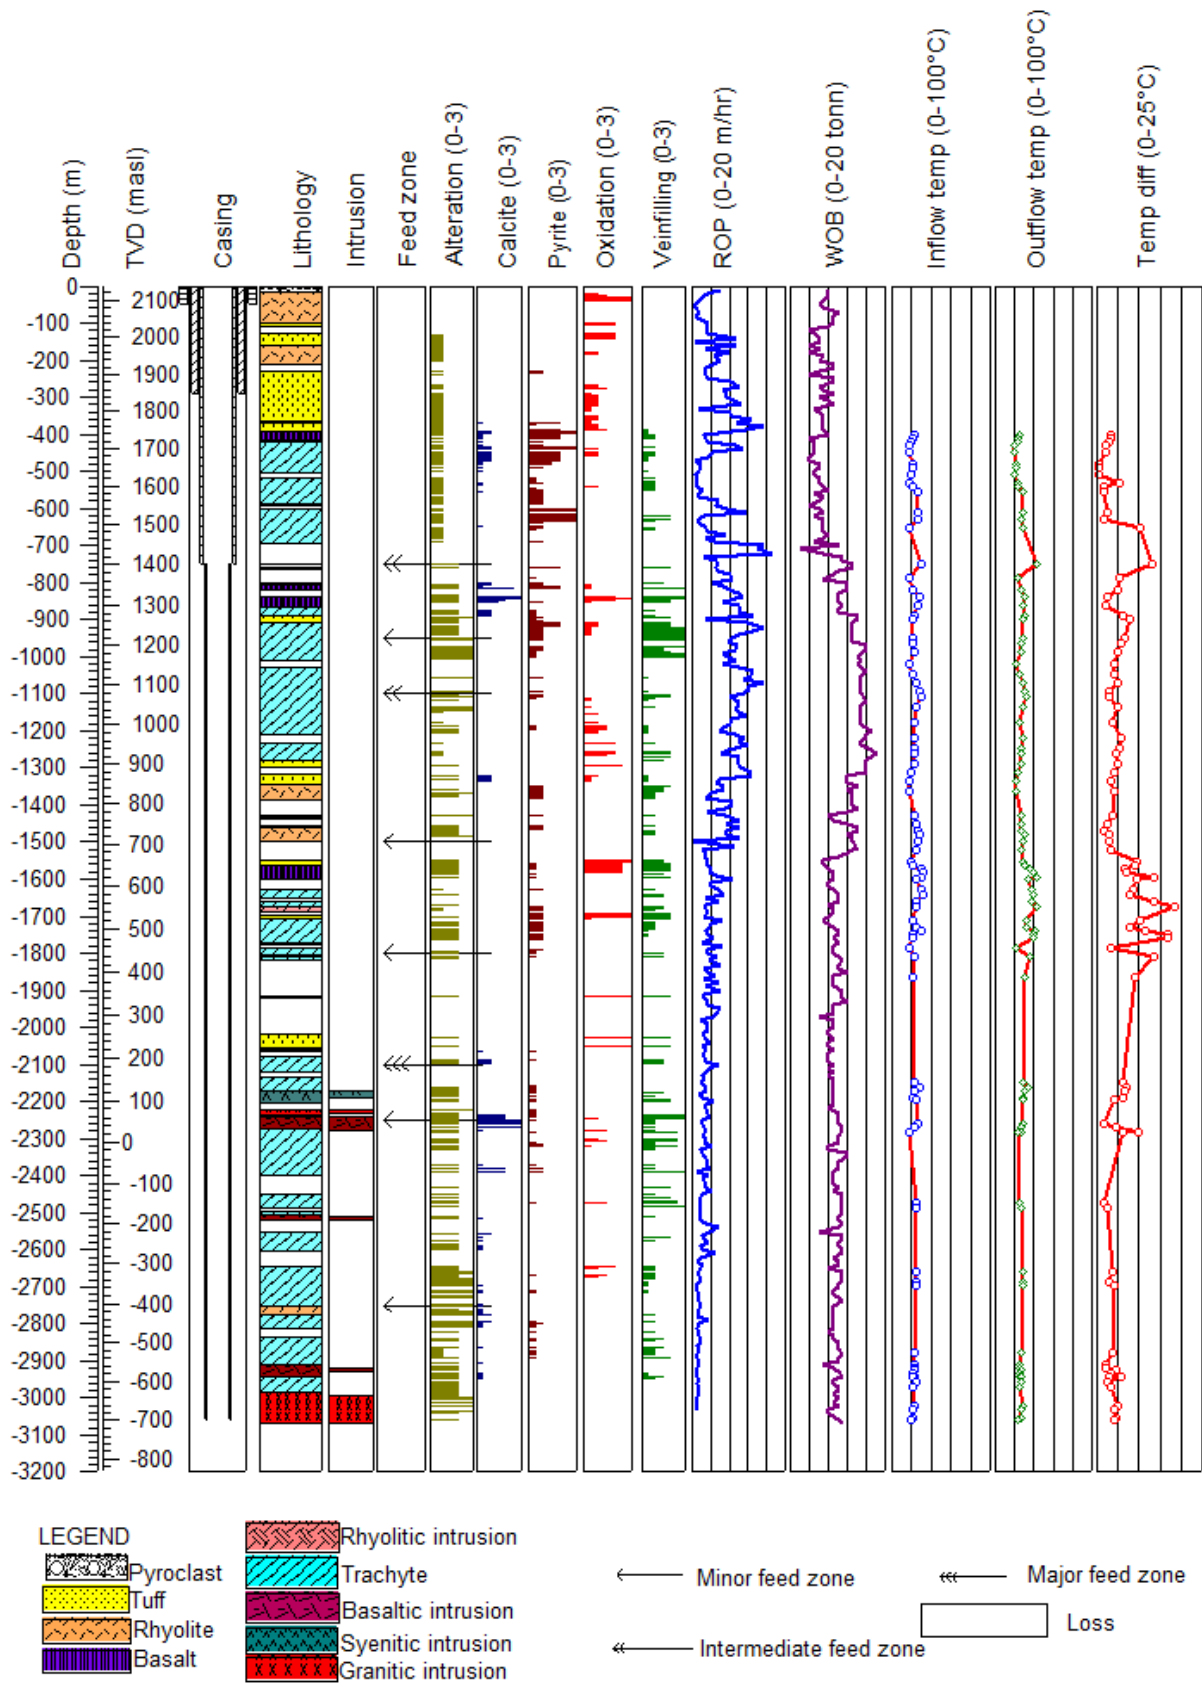 Depth (m)
TVD (masl)
Casing
Lithology
Intrusion
Feed zone
Alteration (0-3)
Calcite (0-3)
Pyrite (0-3)
Oxidation (0-3)
Veinfilling (0-3)
ROP (0-20 m/hr)
WOB (0-20 tonn)
Inflow temp (0-100°C)
Outflow temp (0-100°C)
Temp diff (0-25°C)
0
-100
-200
-300
-400
-500
-600
-700
-800
-900
-1000
-1100
-1200
-1300
-1400
-1500
-1600
-1700
-1800
-1900
-2000
-2100
-2200
-2300
-2400
-2500
-2600
-2700
-2800
-2900
-3000
-3100
-3200
2100
2000
1900
1800
1700
1600
1500
1400
1300
1200
1100
1000
900
800
700
600
500
400
300
200
100
0
-100
-200
-300
-400
-500
-600
-700
-800
LEGEND
Pyroclast
Tuff
Rhyolite
Basalt
Rhyolitic intrusion
Trachyte
Basaltic intrusion
Syenitic intrusion
Granitic intrusion
Minor feed zone
Intermediate feed zone
Major feed zone
Loss